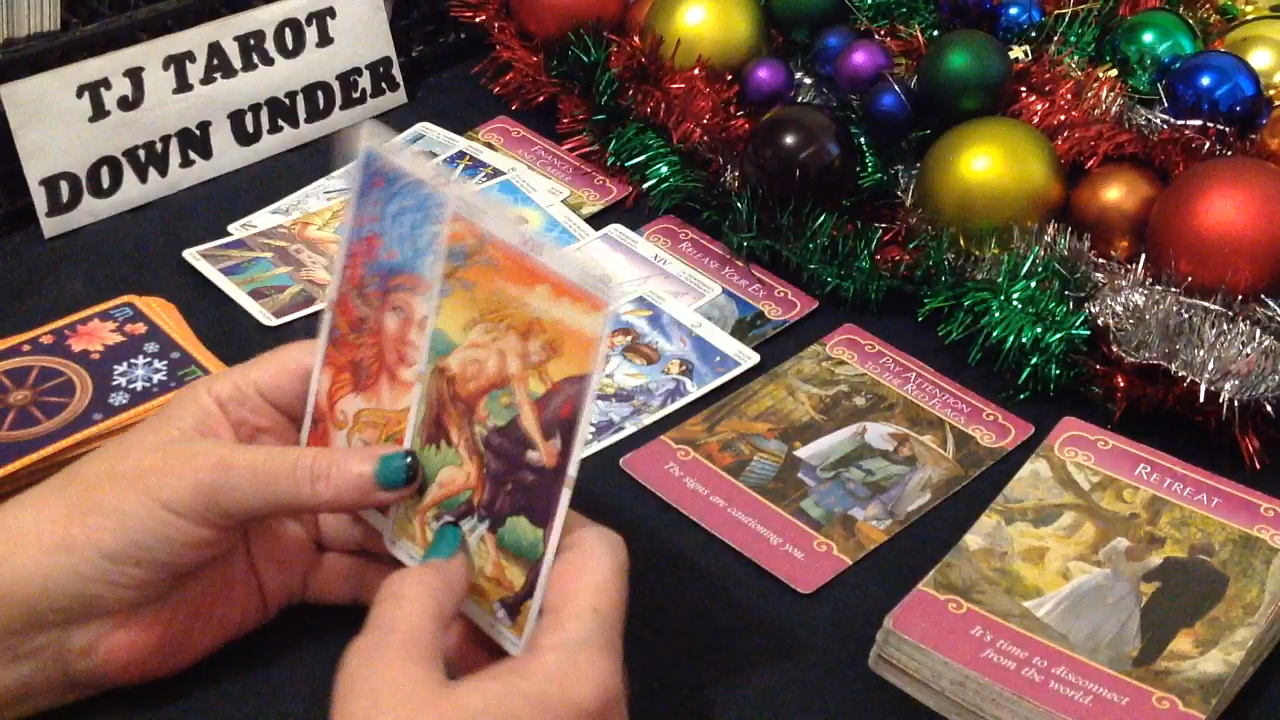 TJ TAROT
DOWN UNDER
FINANCES
AND CAREER
RELEASE YOUR EX
XIV
PAY ATTENTION
TO THE RED FLAGS
The signs are cautioning you.
RETREAT
It's time to disconnect
from the world.